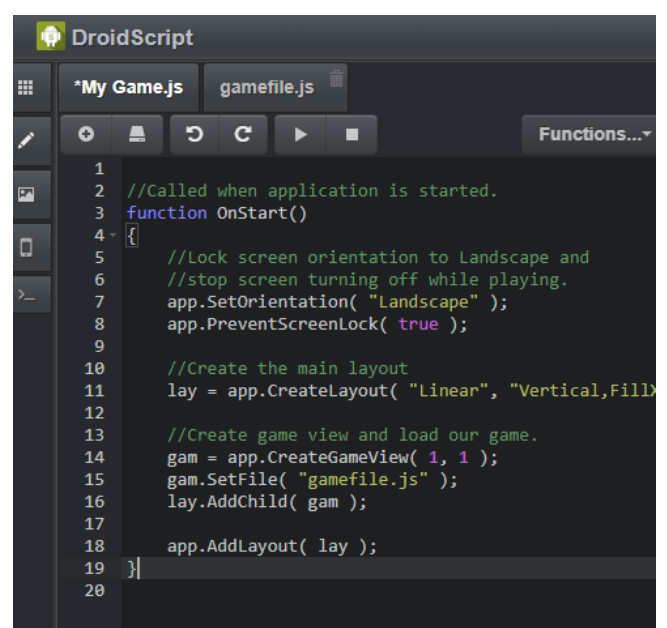 DroidScript
*My Game.js gamefile.js
Functions...
1
2 //Called when application is started.
3 function OnStart()
4 {
5 //Lock screen orientation to Landscape and
6 //stop screen turning off while playing.
7 app.SetOrientation( "Landscape" );
8 app.PreventScreenLock( true );
9
10 //Create the main layout
11 lay = app.CreateLayout( "Linear", "Vertical,FillX
12
13 //Create game view and load our game.
14 gam = app.CreateGameView( 1, 1 );
15 gam.SetFile( "gamefile.js" );
16 lay.AddChild( gam );
17
18 app.AddLayout( lay );
19 }
20